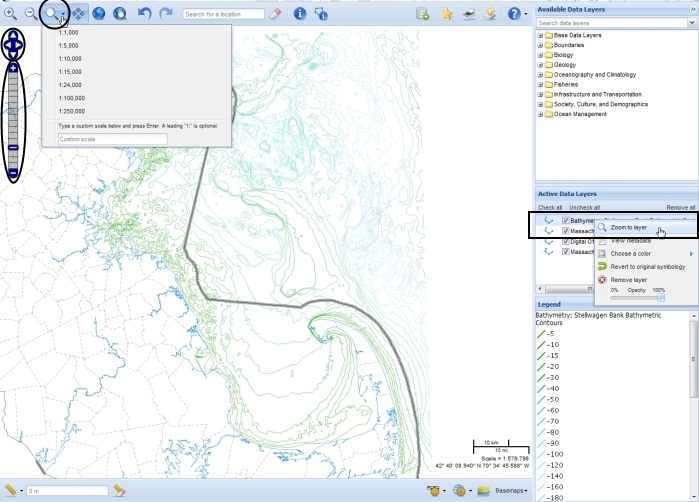 Search for a location
1:1,000
1:5,000
1:10,000
1:15,000
1:24,000
1:100,000
1:250,000
Type a custom scale below and press Enter. A leading "1:" is optional.
Custom scale
10 km
10 mi
Scale = 1:579,796
42° 40' 08.940" N 70° 34' 45.588" W
0 m
Basemaps
Available Data Layers
Search data layers
Base Data Layers
Boundaries
Biology
Geology
Oceanography and Climatology
Fisheries
Infrastructure and Transportation
Society, Culture, and Demographics
Ocean Management
Active Data Layers
Check all Uncheck all Remove all
Bathyme
Massac
Digital Of
Massac
Zoom to layer
View metadata
Choose a color
Revert to original symbology
Remove layer
0% Opacity 100%
Legend
Bathymetry: Stellwagen Bank Bathymetric
Contours
-5
-10
-15
-20
-30
-40
-50
-60
-70
-80
-90
-100
-120
-140
-160
-180